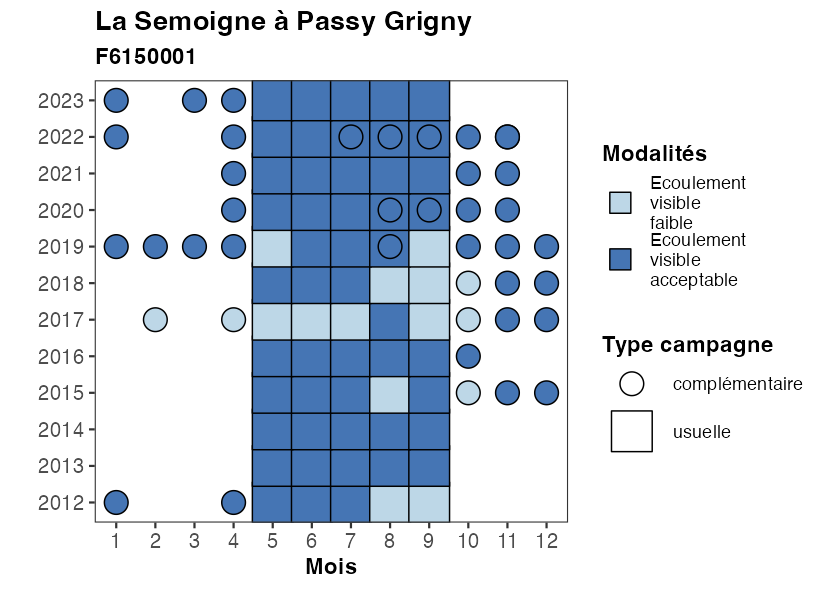 La Semoigne à Passy Grigny
F6150001
2023
2022
2021
2020
2019
2018
2017
2016
2015
2014
2013
2012
1 2 3 4 5 6 7 8 9 10 11 12
Mois
Modalités
Ecoulement
visible
faible
Ecoulement
visible
acceptable
Type campagne
complémentaire
usuelle